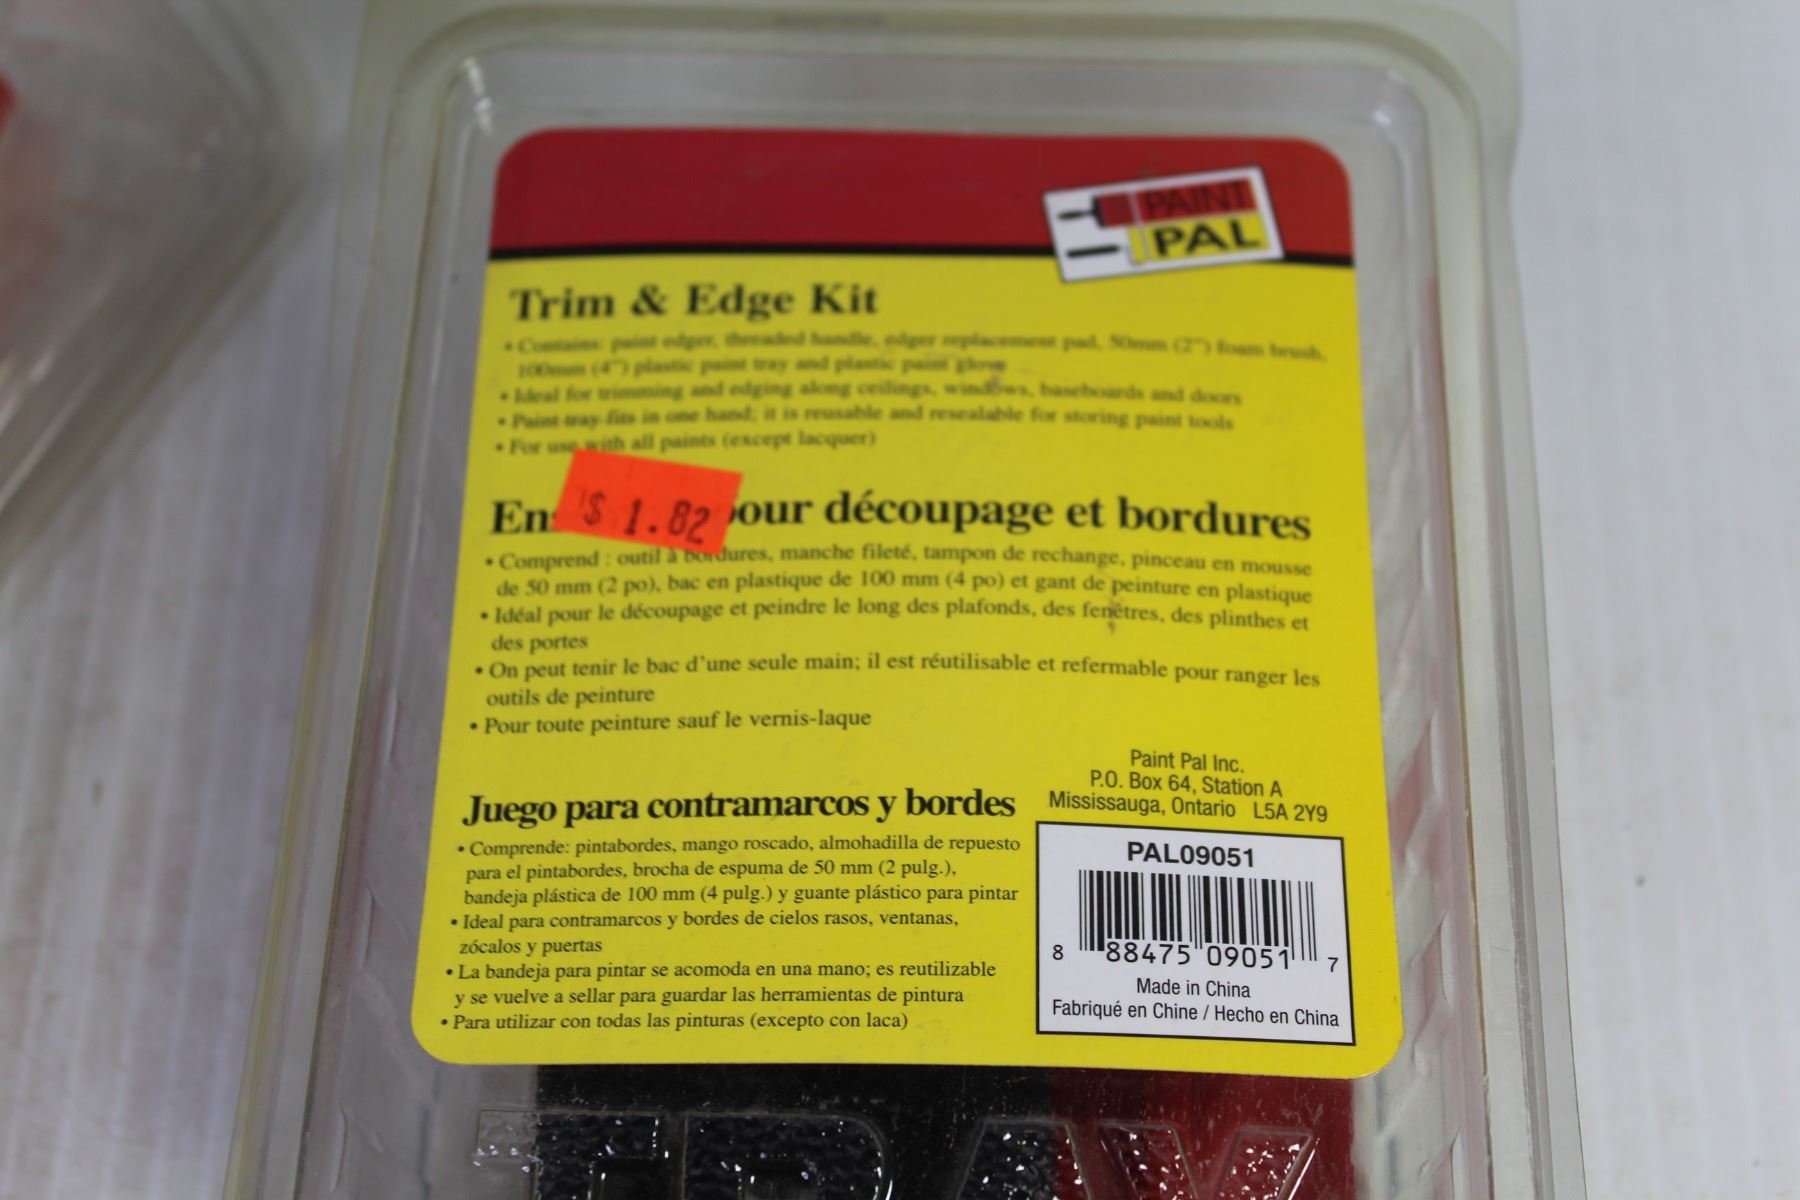 PAINT
PAL
Trim & Edge Kit
• Contains: paint edger, threaded handle, edger replacement pad, 50mm (2") foam brush,
100mm (4") plastic paint tray and plastic paint glove
• Ideal for trimming and edging along ceilings, windows, baseboards and doors
• Paint tray fits in one hand; it is reusable and resealable for storing paint tools
• For use with all paints (except lacquer)
$ 1.82
pour découpage et bordures
• Comprend : outil à bordures, manche fileté, tampon de rechange, pinceau en mousse
de 50 mm (2 po), bac en plastique de 100 mm (4 po) et gant de peinture en plastique
• Idéal pour le découpage et peindre le long des plafonds, des fenêtres, des plinthes et
des portes
• On peut tenir le bac d'une seule main; il est réutilisable et refermable pour ranger les
outils de peinture
• Pour toute peinture sauf le vernis-laque
Juego para contramarcos y bordes
• Comprende: pintabordes, mango roscado, almohadilla de repuesto
para el pintabordes, brocha de espuma de 50 mm (2 pulg.),
bandeja plástica de 100 mm (4 pulg.) y guante plástico para pintar
• Ideal para contramarcos y bordes de cielos rasos, ventanas,
zócalos y puertas
• La bandeja para pintar se acomoda en una mano; es reutilizable
y se vuelve a sellar para guardar las herramientas de pintura
• Para utilizar con todas las pinturas (excepto con laca)
Paint Pal Inc.
P.O. Box 64, Station A
Mississauga, Ontario L5A 2Y9
PAL09051
8 88475 09051 7
Made in China
Fabriqué en Chine / Hecho en China
TRAY